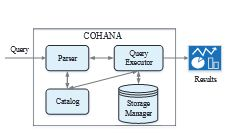 COHANA
Query
Parser
Query
Executor
Results
Catalog
Storage
Manager